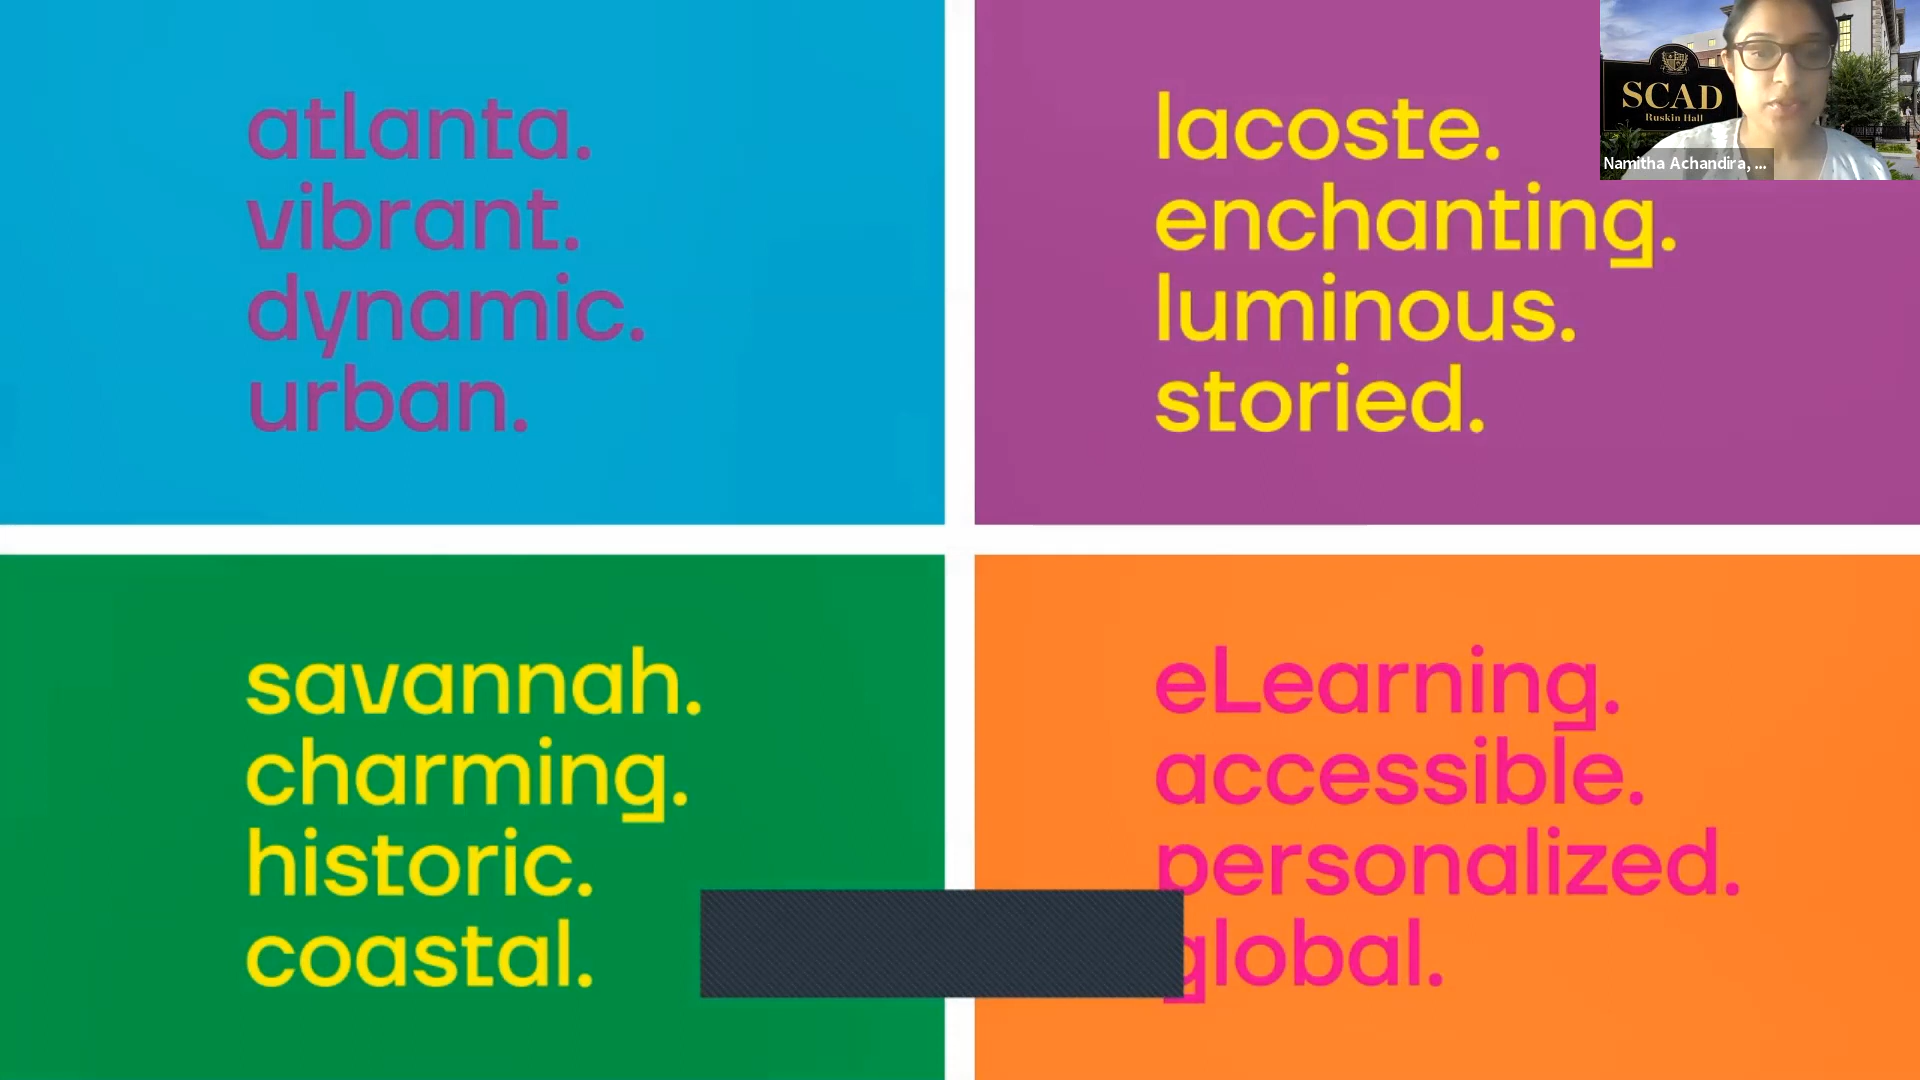 atlanta.
vibrant.
dynamic.
urban.
lacoste.
enchanting.
luminous.
storied.
SCAD
Ruskin Hall
Namitha Achandira, ...
savannah.
charming.
historic.
coastal.
eLearning.
accessible.
personalized.
global.